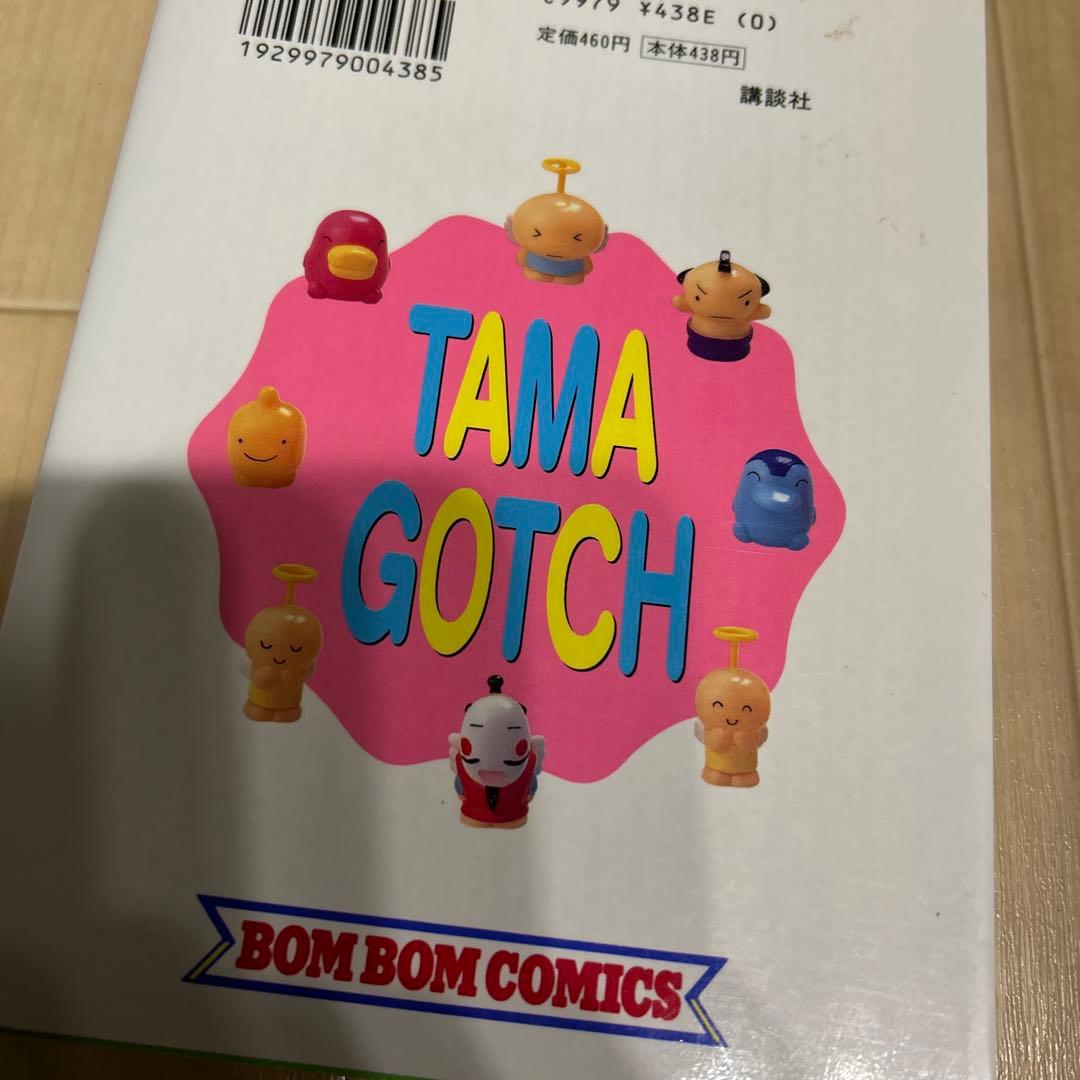 C9979 ¥438E (0)
1929979004385
定価460円 本体438円
講談社
TAMA
GOTCH
BOM BOM COMICS